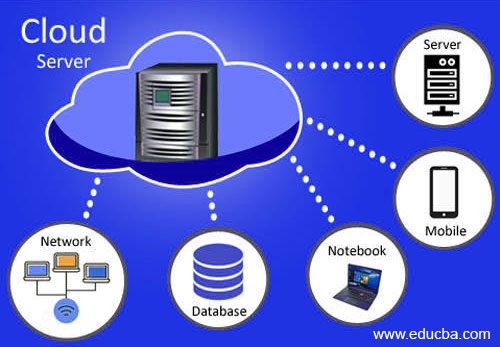 Cloud
Server
Server
Mobile
Notebook
Network
Database
www.educba.com